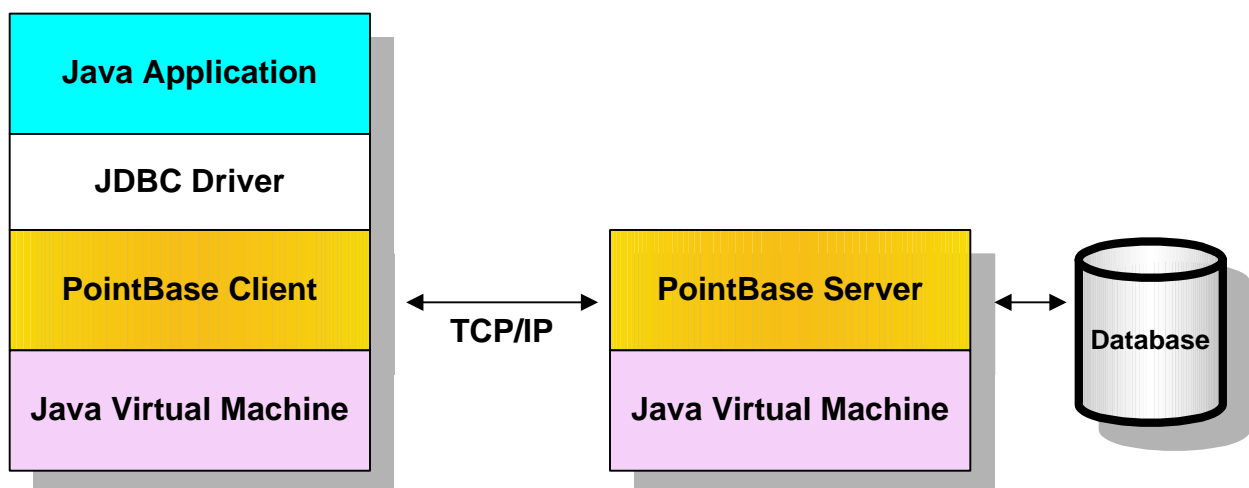 Java Application
JDBC Driver
PointBase Client
Java Virtual Machine
TCP/IP
PointBase Server
Java Virtual Machine
Database